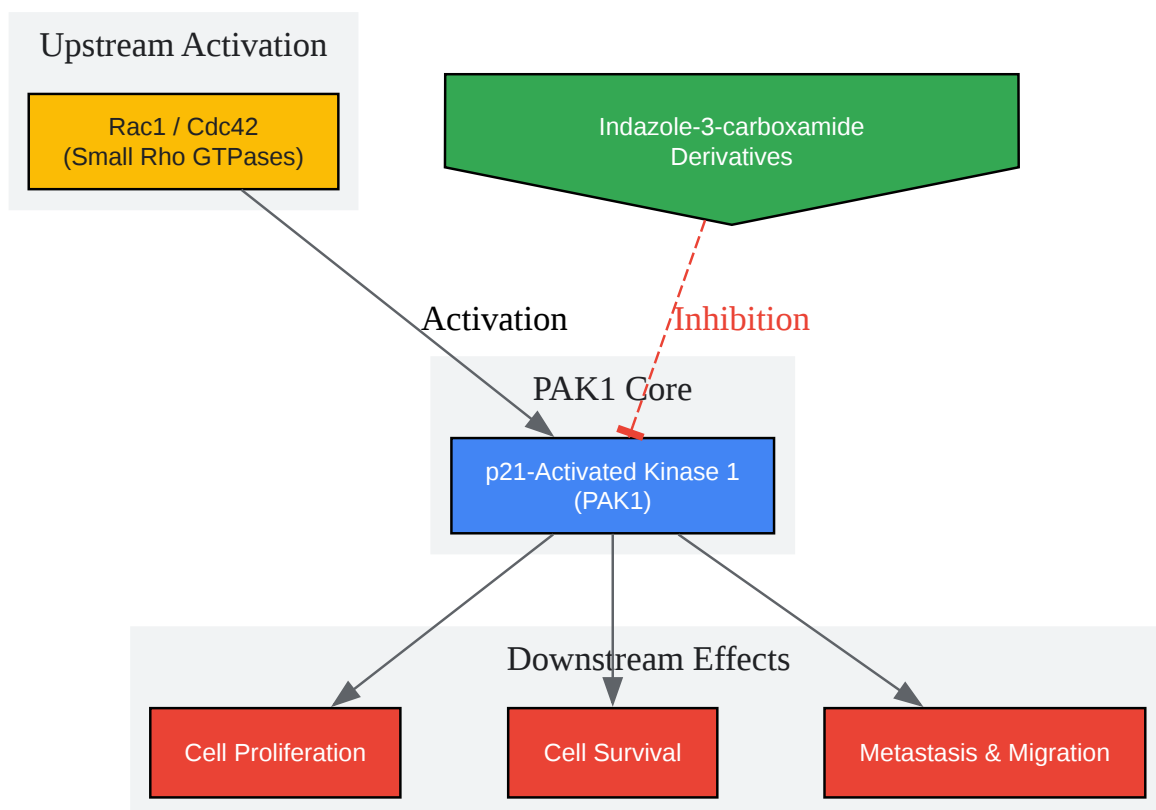 Upstream Activation
Rac1 / Cdc42
(Small Rho GTPases)
Indazole-3-carboxamide
Derivatives
Activation
Inhibition
PAK1 Core
p21-Activated Kinase 1
(PAK1)
Downstream Effects
Cell Proliferation
Cell Survival
Metastasis & Migration